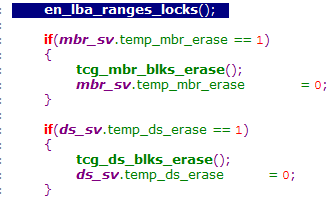 : en_lba_ranges_locks();
:
: if(mbr_sv.temp_mbr_erase == 1)
: {
: tcg_mbr_blks_erase();
: mbr_sv.temp_mbr_erase = 0;
: }
:
: if(ds_sv.temp_ds_erase == 1)
: {
: tcg_ds_blks_erase();
: ds_sv.temp_ds_erase = 0;
: }